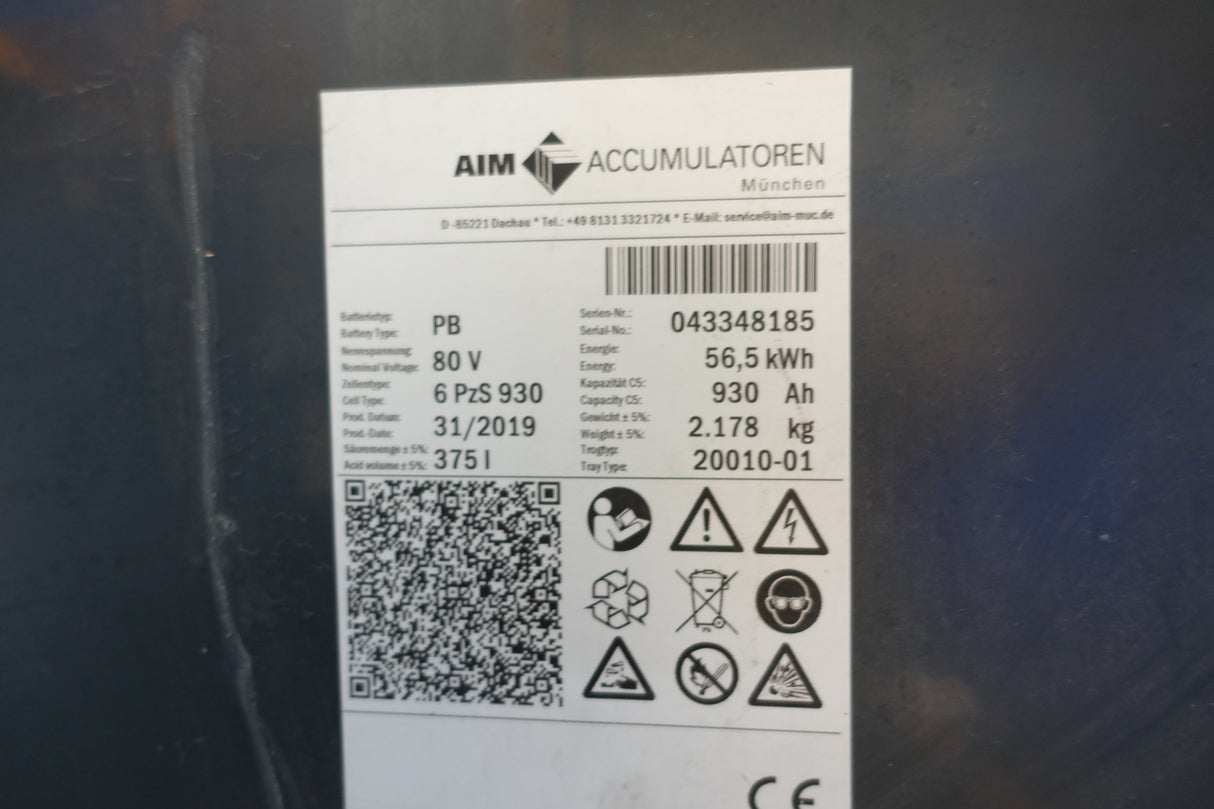 AIM ACCUMULATOREN
München
D-85221 Dachau * Tel.: +49 8131 3321724 * E-Mail: service@aim-muc.de
Batterietyp:
Battery Type: PB
Serien-Nr.:
Serial-No.: 043348185
Nennspannung:
Nominal Voltage: 80 V
Energie:
Energy: 56,5 kWh
Zellentype:
Cell Type: 6 PzS 930
Kapazität C5:
Capacity C5: 930 Ah
Prod. Datum:
Prod.-Date: 31/2019
Gewicht ± 5%:
Weight ± 5%: 2.178 kg
Säuremenge ± 5%:
Acid volume ± 5%: 375 l
Trogtyp:
Tray Type: 20010-01
CE